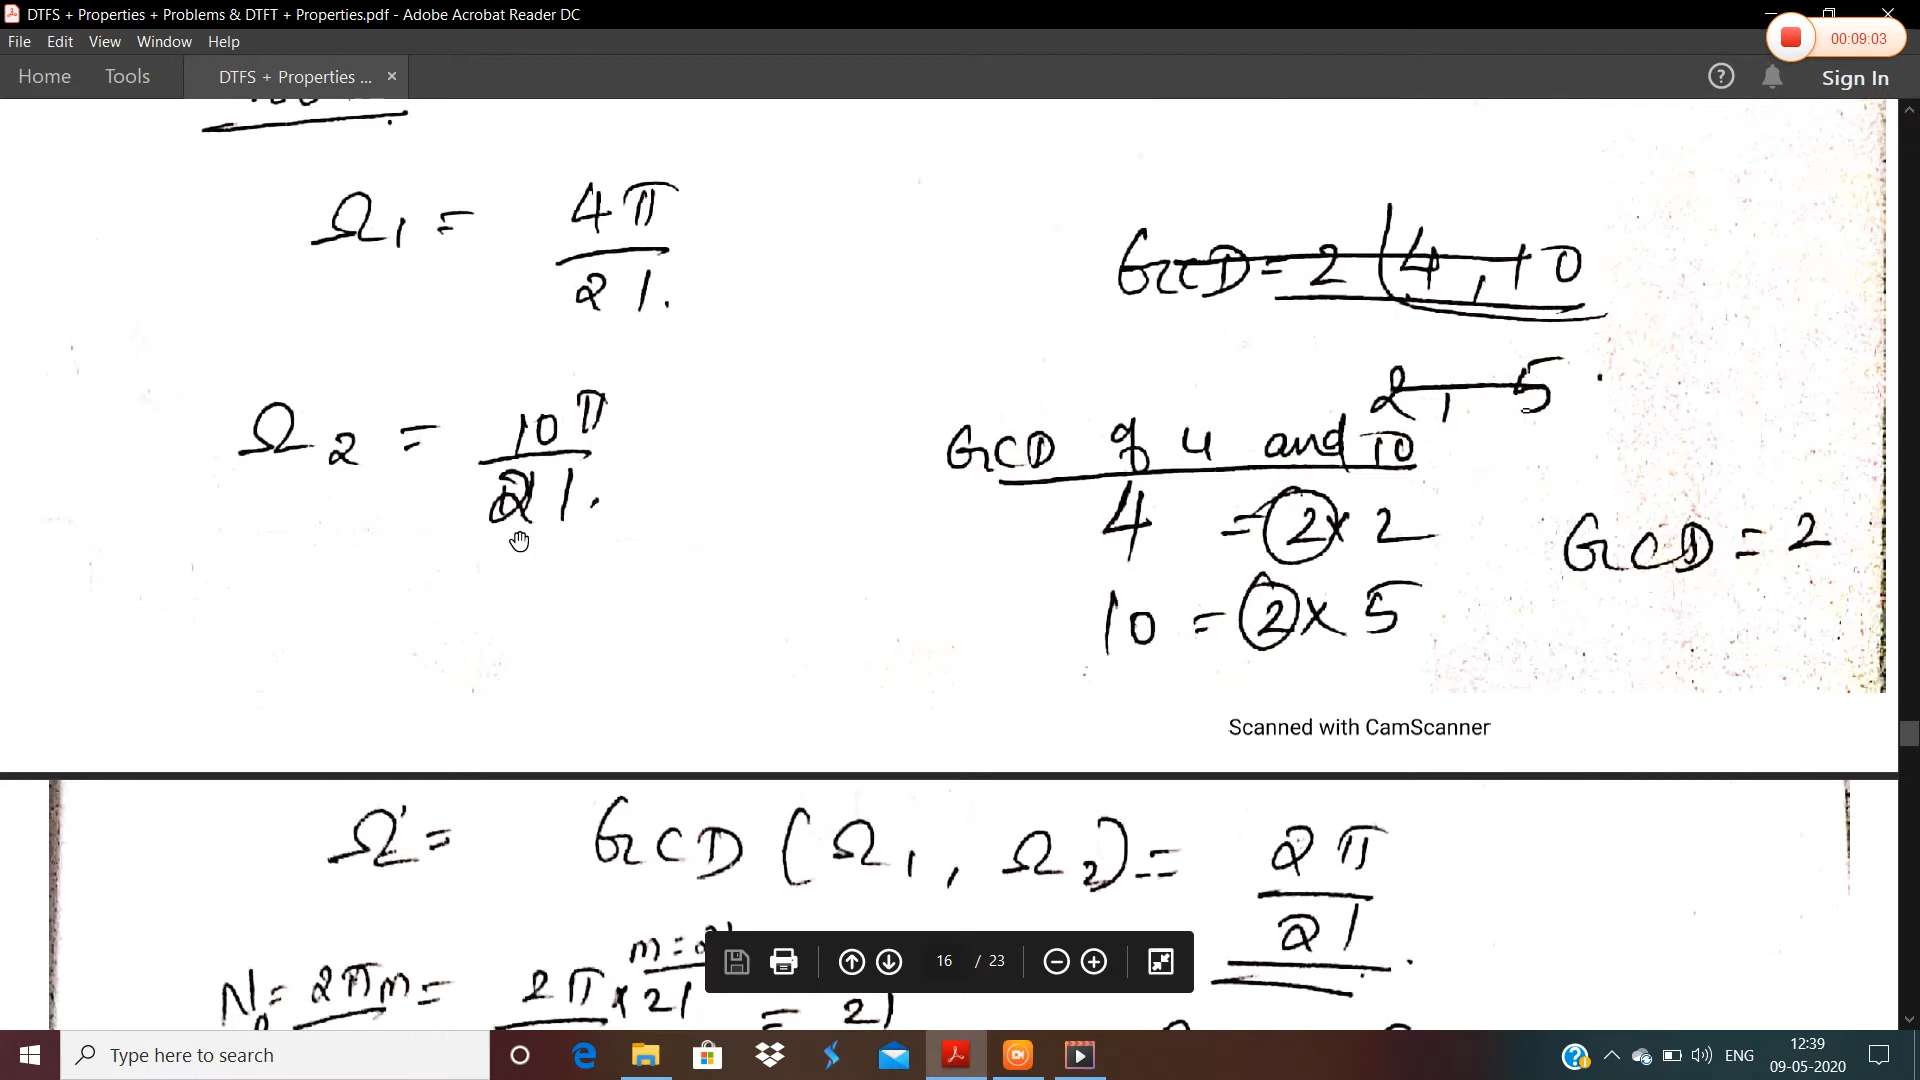 DTFS + Properties + Problems & DTFT + Properties.pdf - Adobe Acrobat Reader DC
File Edit View Window Help
00:09:03
Home Tools DTFS + Properties ... × Sign In
Ω1 = 4π / 21.
GCD = 2 (4, 10
2, 5
Ω2 = 10π / 21.
GCD of 4 and 10
4 = 2 × 2
GCD = 2
10 = 2 × 5
Scanned with CamScanner
Ω' = GCD (Ω1, Ω2) = 2π / 21.
N = 2πm = 2π × 21 = 21
16 / 23
Type here to search
ENG
12:39
09-05-2020